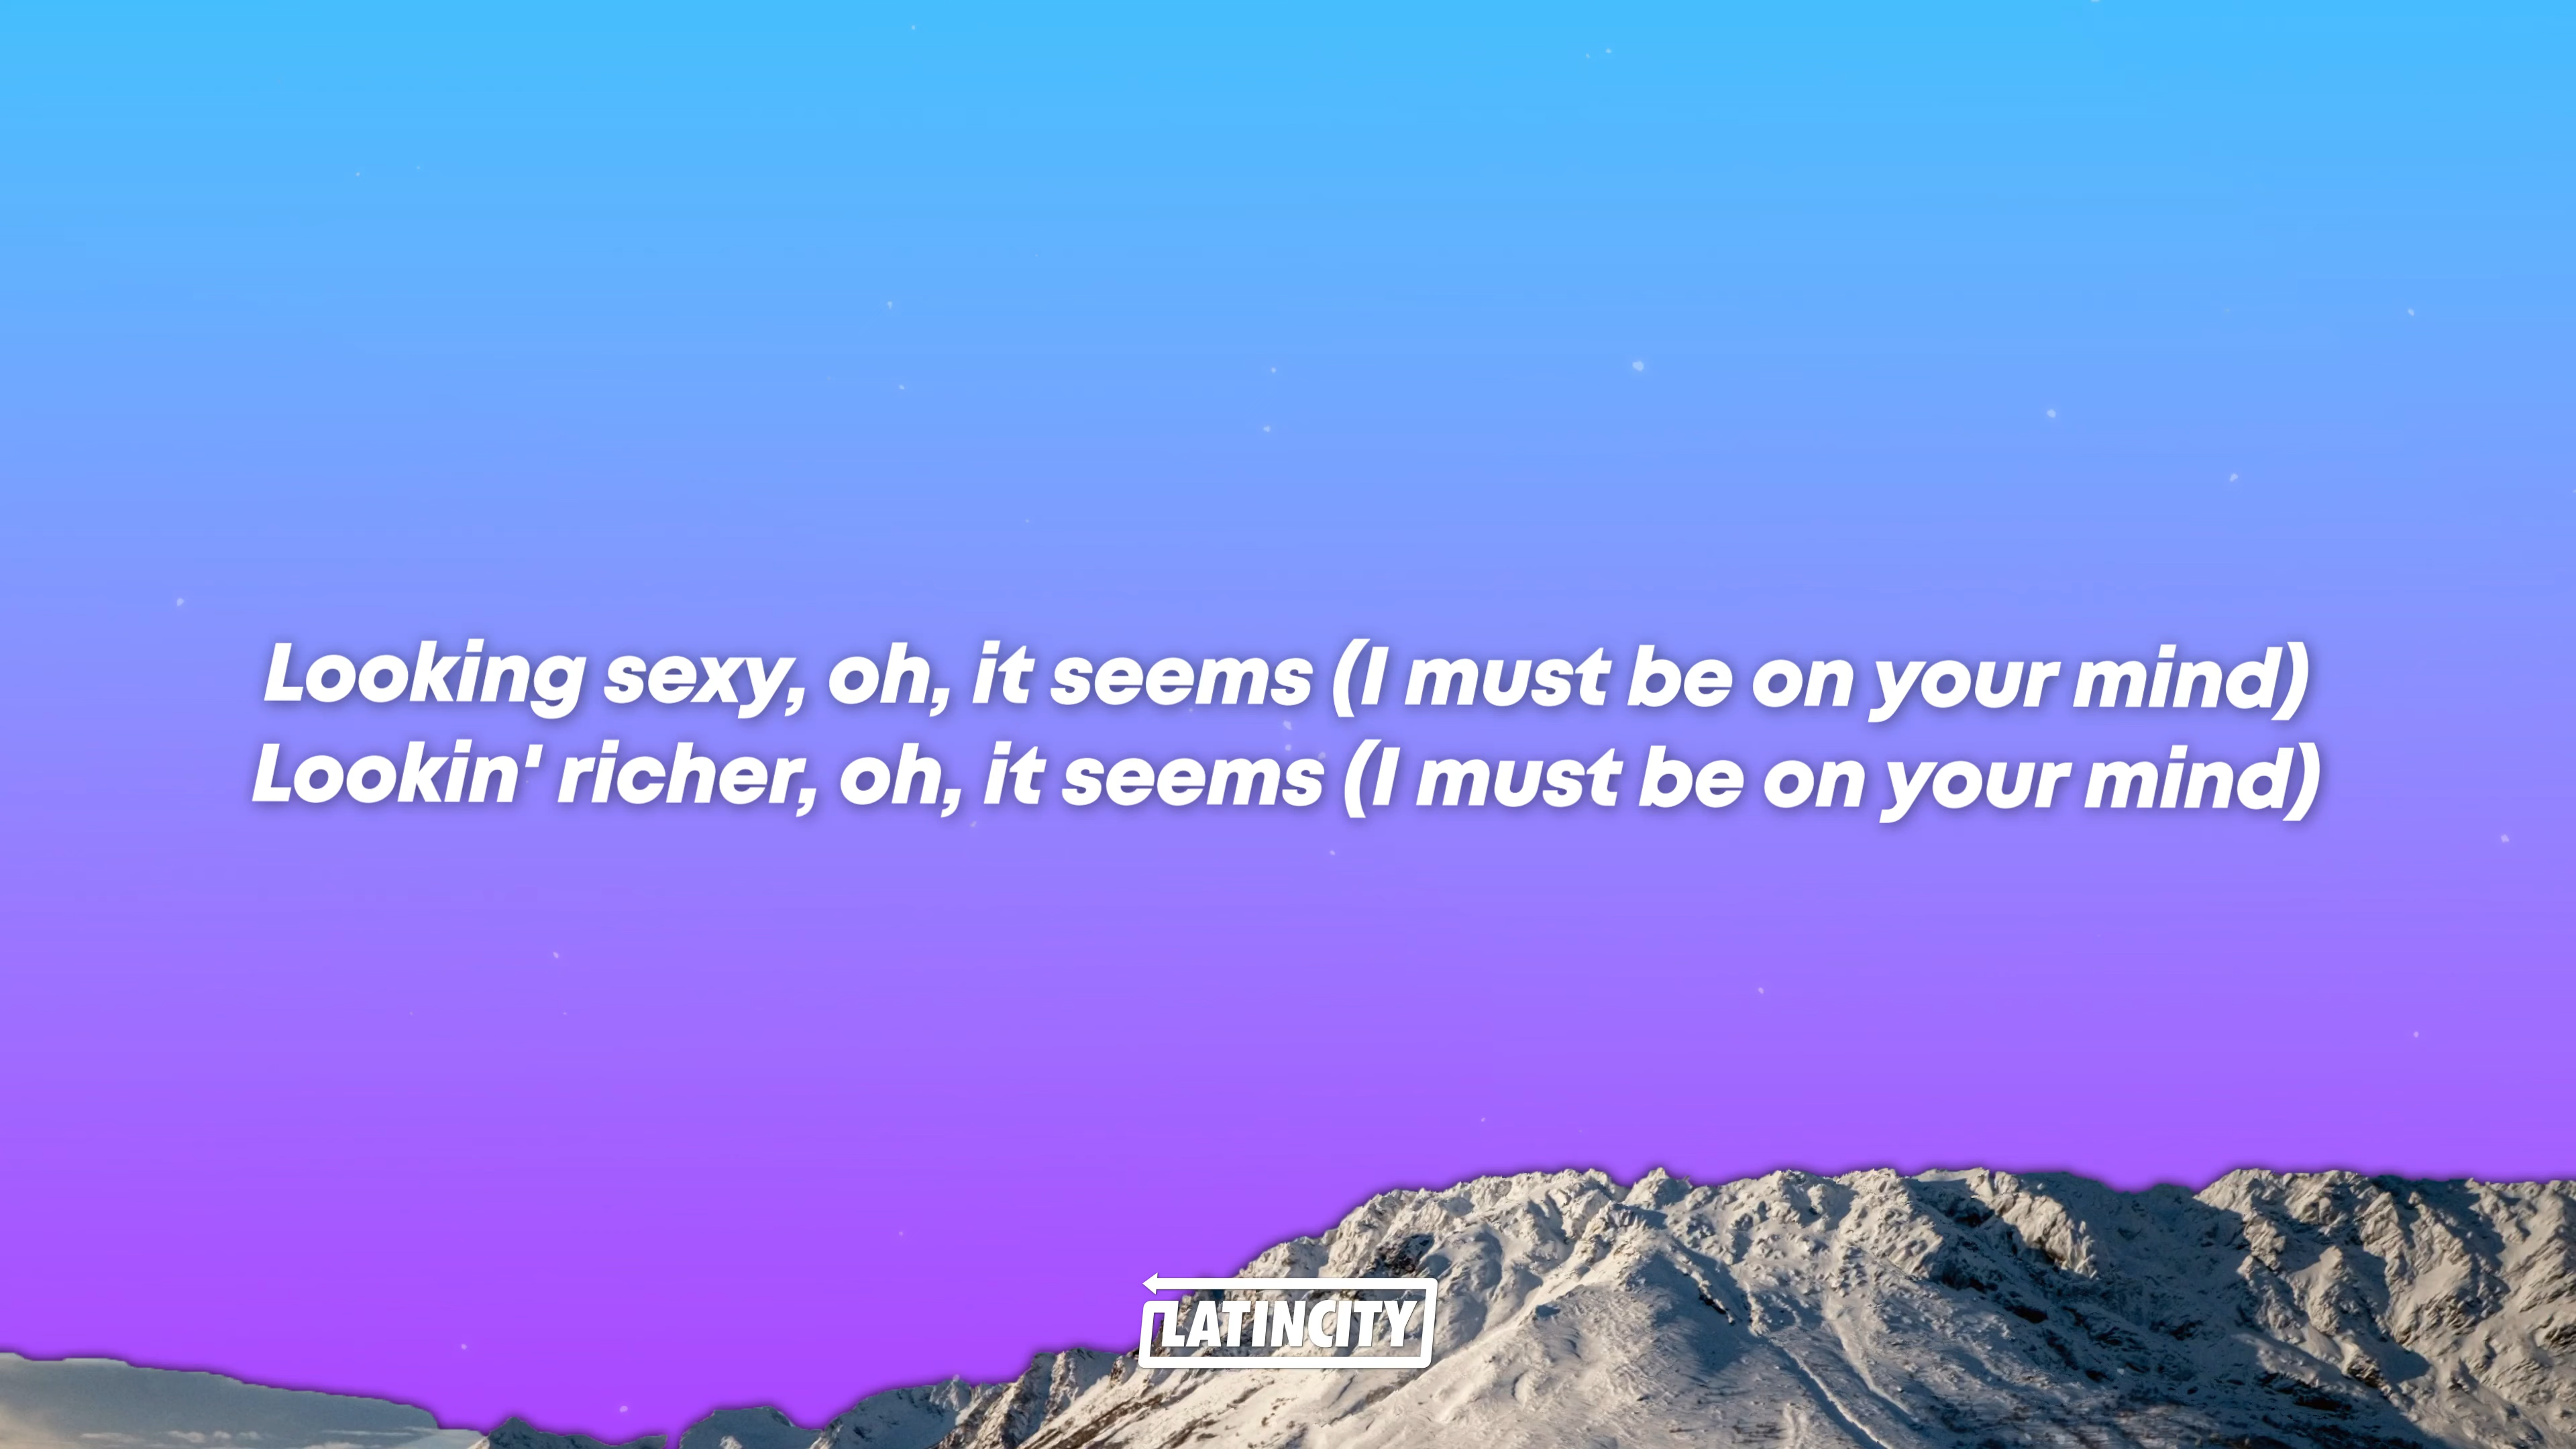 Looking sexy, oh, it seems (I must be on your mind)
Lookin' richer, oh, it seems (I must be on your mind)
LATINCITY